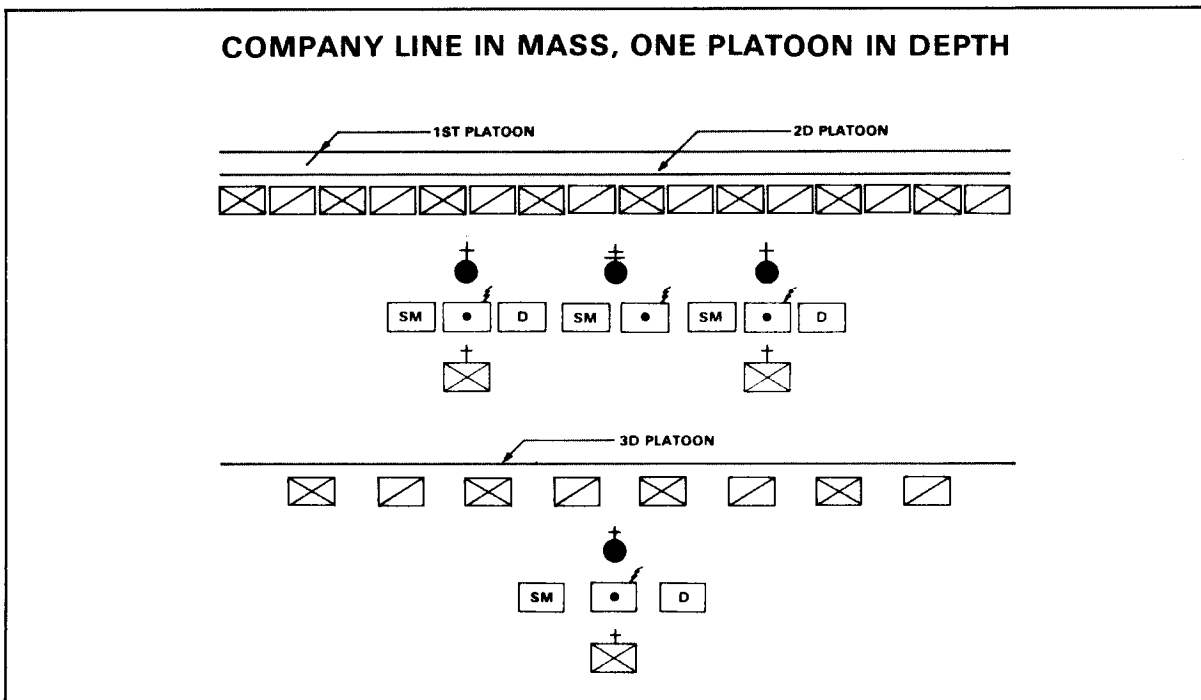 COMPANY LINE IN MASS, ONE PLATOON IN DEPTH
1ST PLATOON 2D PLATOON
SM D SM SM D
3D PLATOON
SM D